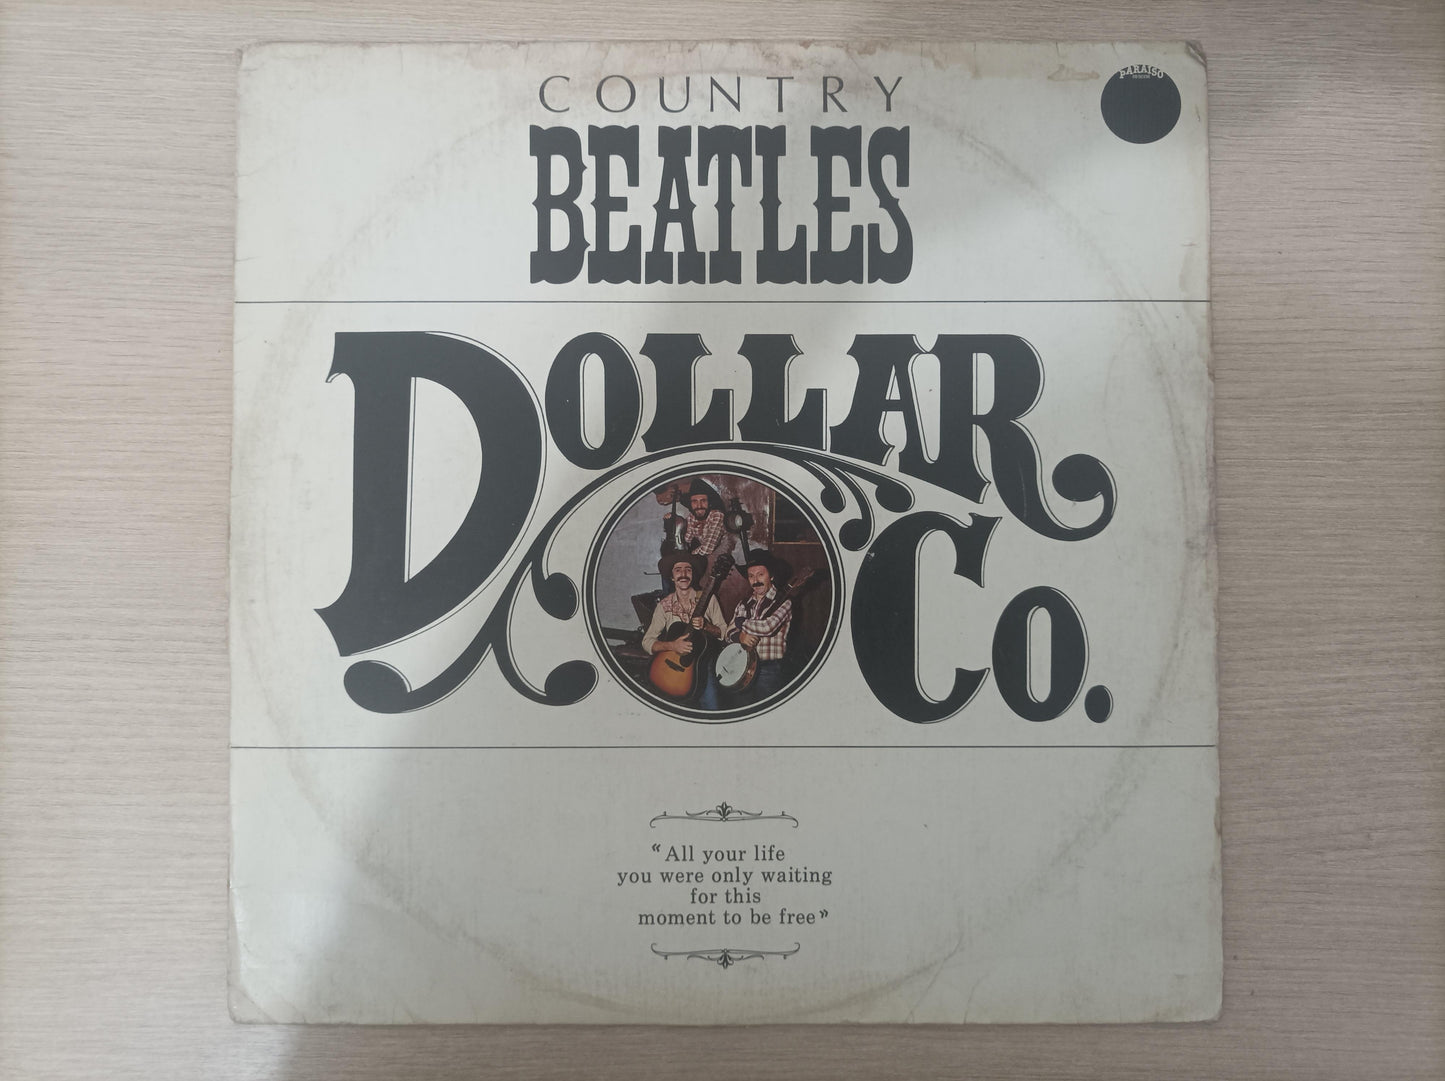 COUNTRY
BEATLES
PARAISO
DOLLAR
CO.
“All your life
you were only waiting
for this
moment to be free”